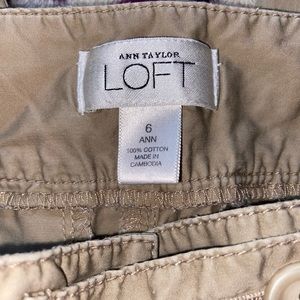 ANN TAYLOR
LOFT
6
ANN
100% COTTON
MADE IN
CAMBODIA